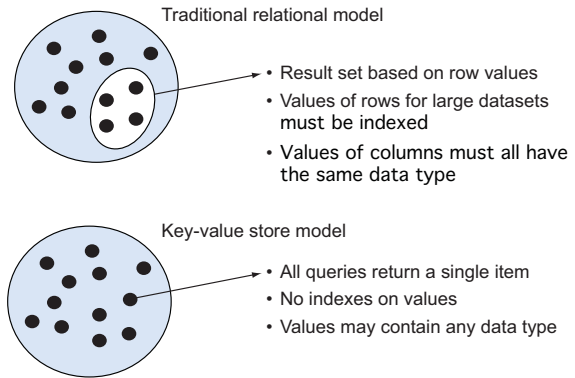 Traditional relational model
• Result set based on row values
• Values of rows for large datasets
must be indexed
• Values of columns must all have
the same data type
Key-value store model
• All queries return a single item
• No indexes on values
• Values may contain any data type